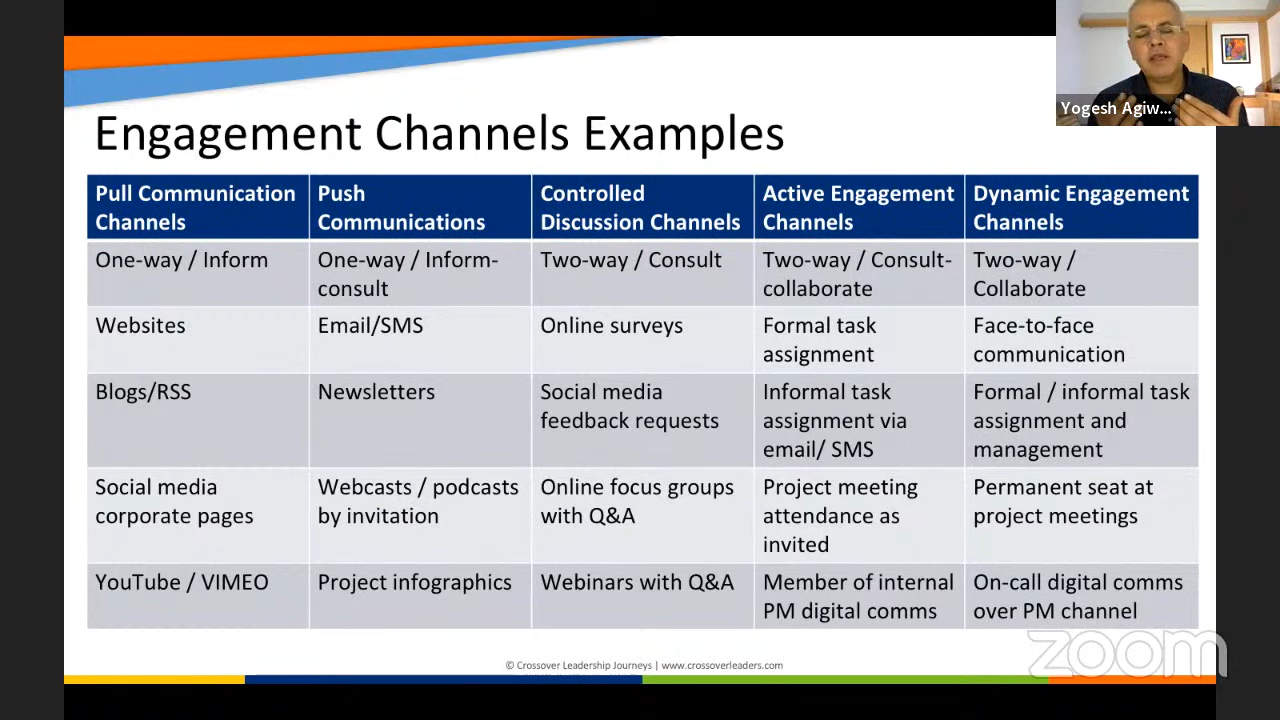 Yogesh Agiw...
Engagement Channels Examples
Pull Communication
Channels
Push
Communications
Controlled
Discussion Channels
Active Engagement
Channels
Dynamic Engagement
Channels
One-way / Inform
One-way / Inform-
consult
Two-way / Consult
Two-way / Consult-
collaborate
Two-way /
Collaborate
Websites
Email/SMS
Online surveys
Formal task
assignment
Face-to-face
communication
Blogs/RSS
Newsletters
Social media
feedback requests
Informal task
assignment via
email/ SMS
Formal / informal task
assignment and
management
Social media
corporate pages
Webcasts / podcasts
by invitation
Online focus groups
with Q&A
Project meeting
attendance as
invited
Permanent seat at
project meetings
YouTube / VIMEO
Project infographics
Webinars with Q&A
Member of internal
PM digital comms
On-call digital comms
over PM channel
© Crossover Leadership Journeys | www.crossoverleaders.com
zoom